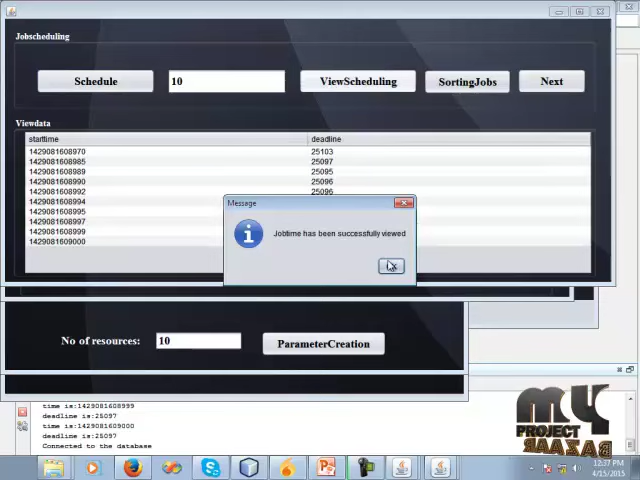 Jobscheduling
Schedule 10 ViewScheduling SortingJobs Next
Viewdata
starttime deadline
1429081608970 25103
1429081608985 25097
1429081608989 25095
1429081608990 25096
1429081608992 25096
1429081608994
1429081608995
1429081608997
1429081608999
1429081609000
Message
Jobtime has been successfully viewed
No of resources: 10 ParameterCreation
time is:1429081608999
deadline is:25097
time is:1429081609000
deadline is:25097
Connected to the database
MY
PROJECT
BAZAAR
12:37 PM
4/15/2015